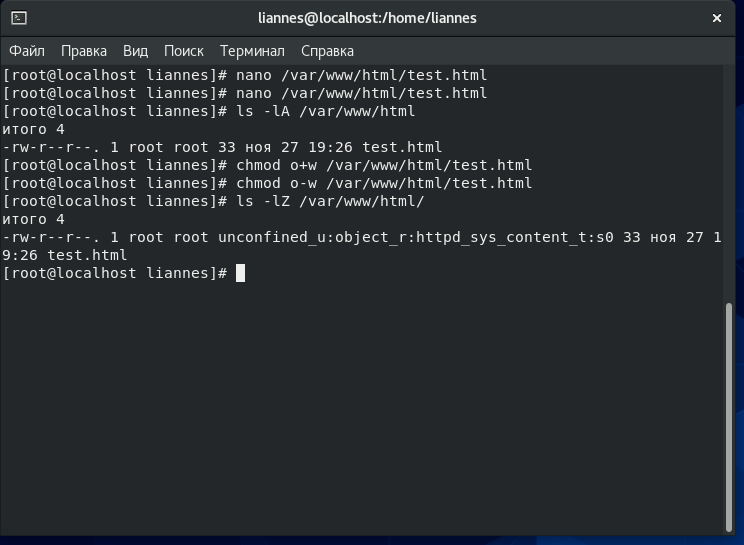 liannes@localhost:/home/liannes
Файл Правка Вид Поиск Терминал Справка
[root@localhost liannes]# nano /var/www/html/test.html
[root@localhost liannes]# nano /var/www/html/test.html
[root@localhost liannes]# ls -lA /var/www/html
итого 4
-rw-r--r--. 1 root root 33 ноя 27 19:26 test.html
[root@localhost liannes]# chmod o+w /var/www/html/test.html
[root@localhost liannes]# chmod o-w /var/www/html/test.html
[root@localhost liannes]# ls -lZ /var/www/html/
итого 4
-rw-r--r--. 1 root root unconfined_u:object_r:httpd_sys_content_t:s0 33 ноя 27 1
9:26 test.html
[root@localhost liannes]#